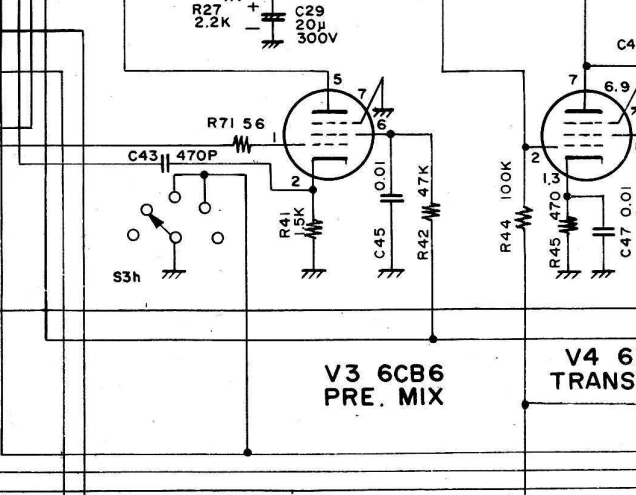 R27
2.2K
+
C29
20µ
300V
5
7
R71 56
1
6
C43 470P
2
R41
1.5K
C45 0.01
R42 47K
S3h
V3 6CB6
PRE. MIX
C4
7
6.9
2
1.3
R44 100K
R45 470
C47 0.01
V4 6
TRANS